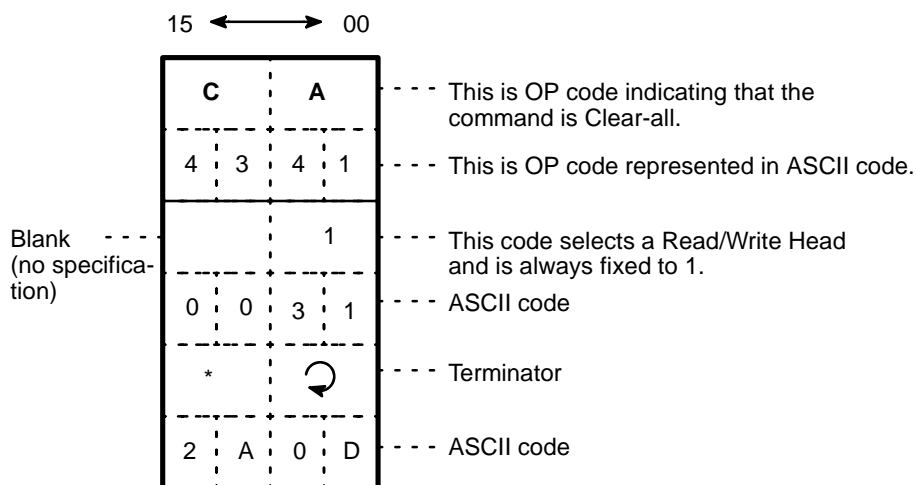 15 00
C A This is OP code indicating that the
command is Clear-all.
4 3 4 1 This is OP code represented in ASCII code.
Blank
(no specifica-
tion)
1 This code selects a Read/Write Head
and is always fixed to 1.
0 0 3 1 ASCII code
* Terminator
2 A 0 D ASCII code